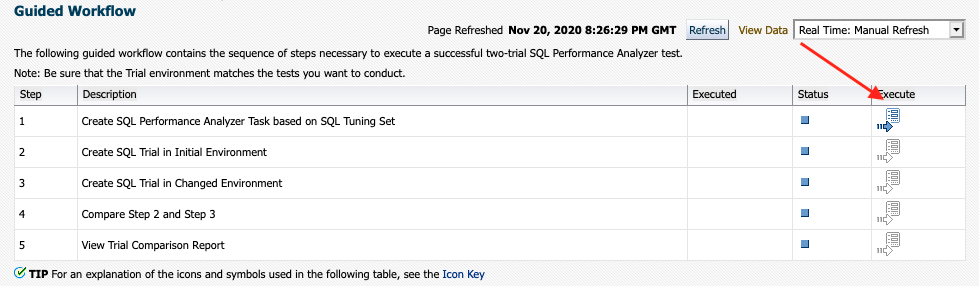 Guided Workflow
Page Refreshed Nov 20, 2020 8:26:29 PM GMT Refresh View Data Real Time: Manual Refresh
The following guided workflow contains the sequence of steps necessary to execute a successful two-trial SQL Performance Analyzer test.
Note: Be sure that the Trial environment matches the tests you want to conduct.
Step Description Executed Status Execute
1 Create SQL Performance Analyzer Task based on SQL Tuning Set
2 Create SQL Trial in Initial Environment
3 Create SQL Trial in Changed Environment
4 Compare Step 2 and Step 3
5 View Trial Comparison Report
TIP For an explanation of the icons and symbols used in the following table, see the Icon Key